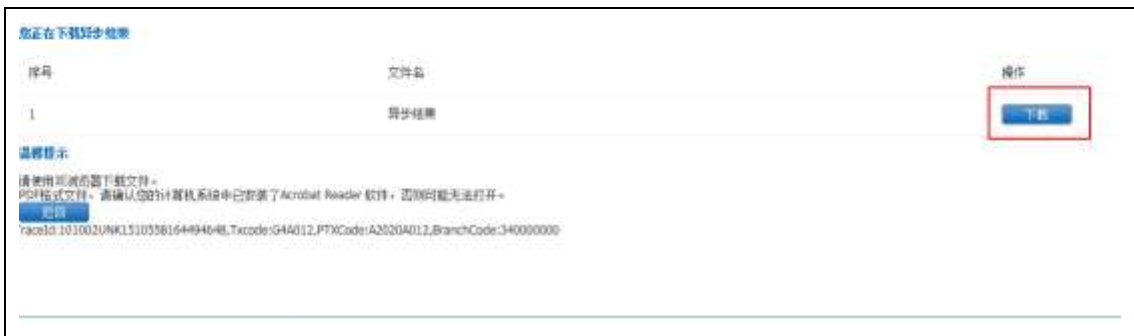 您正在下载异步结果
序号 文件名 操作
1 异步结果 下载
温馨提示
请使用IE浏览器下载文件。
PDF格式文件，请确认您的计算机系统中已安装了Acrobat Reader 软件，否则可能无法打开。
返回
TraceId:,Txcode:G4A012,PTXCode:A2020A012,BranchCode:340000000